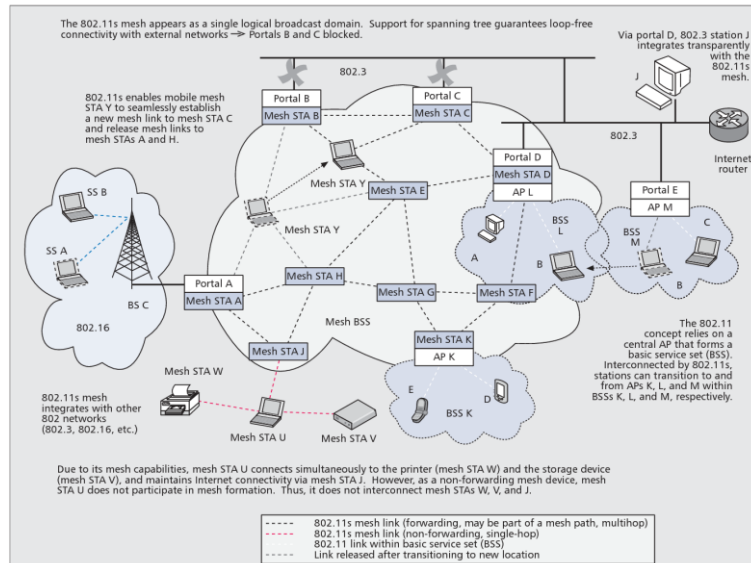 The 802.11s mesh appears as a single logical broadcast domain. Support for spanning tree guarantees loop-free
connectivity with external networks → Portals B and C blocked.
Via portal D, 802.3 station J
integrates transparently
with the
802.11s
mesh.
802.3
J
802.11s enables mobile mesh
STA Y to seamlessly establish
a new mesh link to mesh STA C
and release mesh links to
mesh STAs A and H.
Portal B
Mesh STA B
Portal C
Mesh STA C
802.3
Internet
router
Portal D
Mesh STA D
AP L
Portal E
AP M
Mesh STA Y
Mesh STA E
SS B
SS A
Mesh STA Y
BSS
L
A
B
BSS
M
C
B
Portal A
Mesh STA A
BS C
802.16
Mesh STA H
Mesh STA G
Mesh STA F
Mesh BSS
Mesh STA K
AP K
Mesh STA J
The 802.11
concept relies on a
central AP that forms a
basic service set (BSS).
Interconnected by 802.11s,
stations can transition to and
from APs K, L, and M within
BSSs K, L, and M, respectively.
Mesh STA W
E
D
BSS K
802.11s mesh
integrates with other
802 networks
(802.3, 802.16, etc.)
Mesh STA U
Mesh STA V
Due to its mesh capabilities, mesh STA U connects simultaneously to the printer (mesh STA W) and the storage device
(mesh STA V), and maintains Internet connectivity via mesh STA J. However, as a non-forwarding mesh device, mesh
STA U does not participate in mesh formation. Thus, it does not interconnect mesh STAs W, V, and J.
802.11s mesh link (forwarding, may be part of a mesh path, multihop)
802.11s mesh link (non-forwarding, single-hop)
802.11 link within basic service set (BSS)
Link released after transitioning to new location